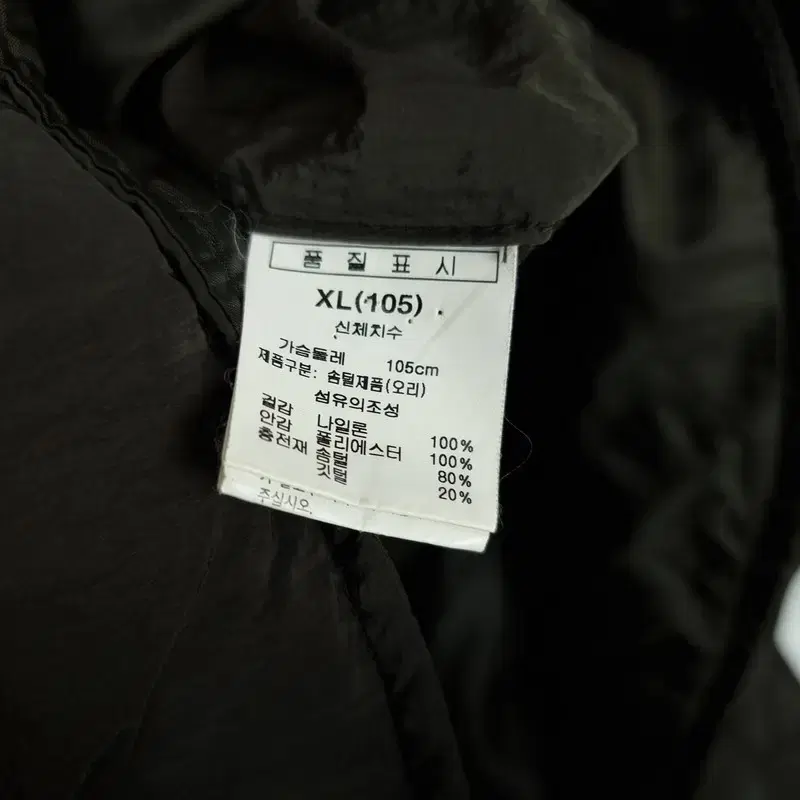 품 질 표 시
XL(105)
신체치수
가슴둘레 105cm
제품구분: 솜털제품(오리)
섬유의조성
겉감 나일론 100%
안감 폴리에스터 100%
충전재 솜털 80%
깃털 20%
주십시오.